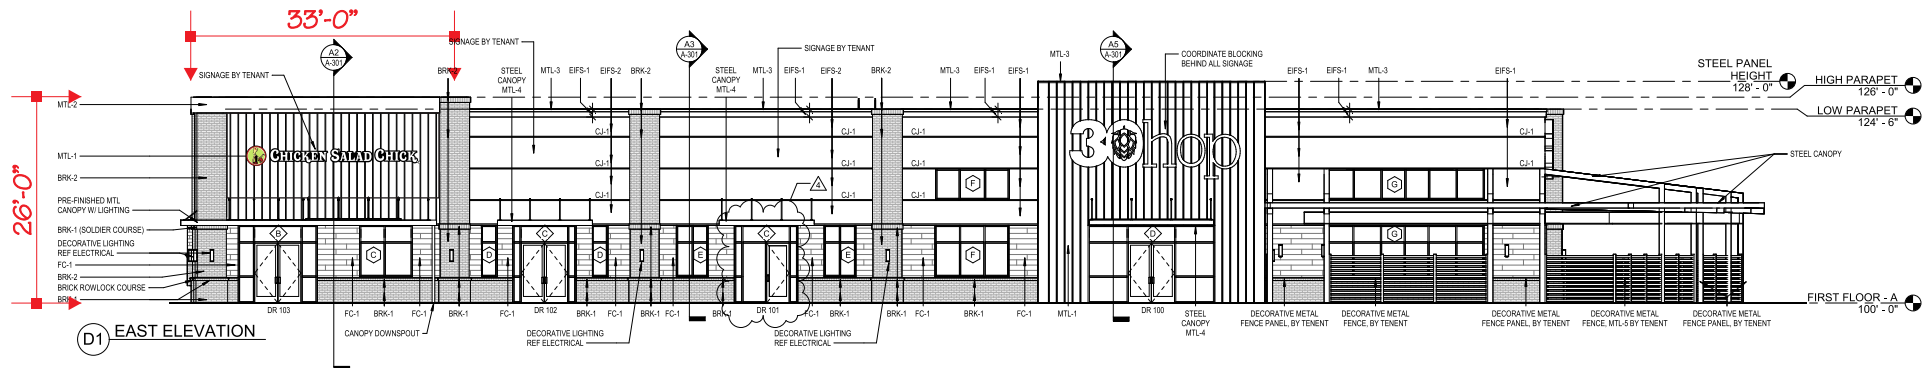 33'-0"
A2
A-301
A3
A-301
A5
A-301
SIGNAGE BY TENANT
SIGNAGE BY TENANT
COORDINATE BLOCKING
BEHIND ALL SIGNAGE
SIGNAGE BY TENANT
BRK-2
STEEL
CANOPY
MTL-4
MTL-3
EIFS-1
EIFS-2
BRK-2
STEEL
CANOPY
MTL-4
MTL-3
EIFS-1
EIFS-2
BRK-2
MTL-3
EIFS-1
EIFS-1
MTL-3
EIFS-1
EIFS-1
MTL-3
EIFS-1
STEEL PANEL
HEIGHT
128' - 0"
HIGH PARAPET
126' - 0"
LOW PARAPET
124' - 6"
26'-0"
MTL-2
MTL-1
BRK-2
PRE-FINISHED MTL
CANOPY W/ LIGHTING
BRK-1 (SOLDIER COURSE)
DECORATIVE LIGHTING
REF ELECTRICAL
FC-1
BRK-2
BRICK ROWLOCK COURSE
BRK-1
CHICKEN SALAD CHICK
30hop
CJ-1
CJ-1
CJ-1
CJ-1
CJ-1
CJ-1
CJ-1
CJ-1
CJ-1
CJ-1
CJ-1
STEEL CANOPY
4
F
G
B
C
D
C
D
E
C
E
F
D
G
DR 103
FC-1
BRK-1
FC-1
BRK-1
FC-1
DR 102
FC-1
BRK-1
BRK-1
FC-1
BRK-1
DR 101
FC-1
BRK-1
BRK-1
FC-1
BRK-1
FC-1
MTL-1
DR 100
STEEL
CANOPY
MTL-4
CANOPY DOWNSPOUT
DECORATIVE LIGHTING
REF ELECTRICAL
DECORATIVE LIGHTING
REF ELECTRICAL
DECORATIVE METAL
FENCE PANEL, BY TENENT
DECORATIVE METAL
FENCE, BY TENENT
DECORATIVE METAL
FENCE PANEL, BY TENENT
DECORATIVE METAL
FENCE, MTL-5 BY TENENT
DECORATIVE METAL
FENCE PANEL, BY TENENT
FIRST FLOOR - A
100' - 0"
D1
EAST ELEVATION